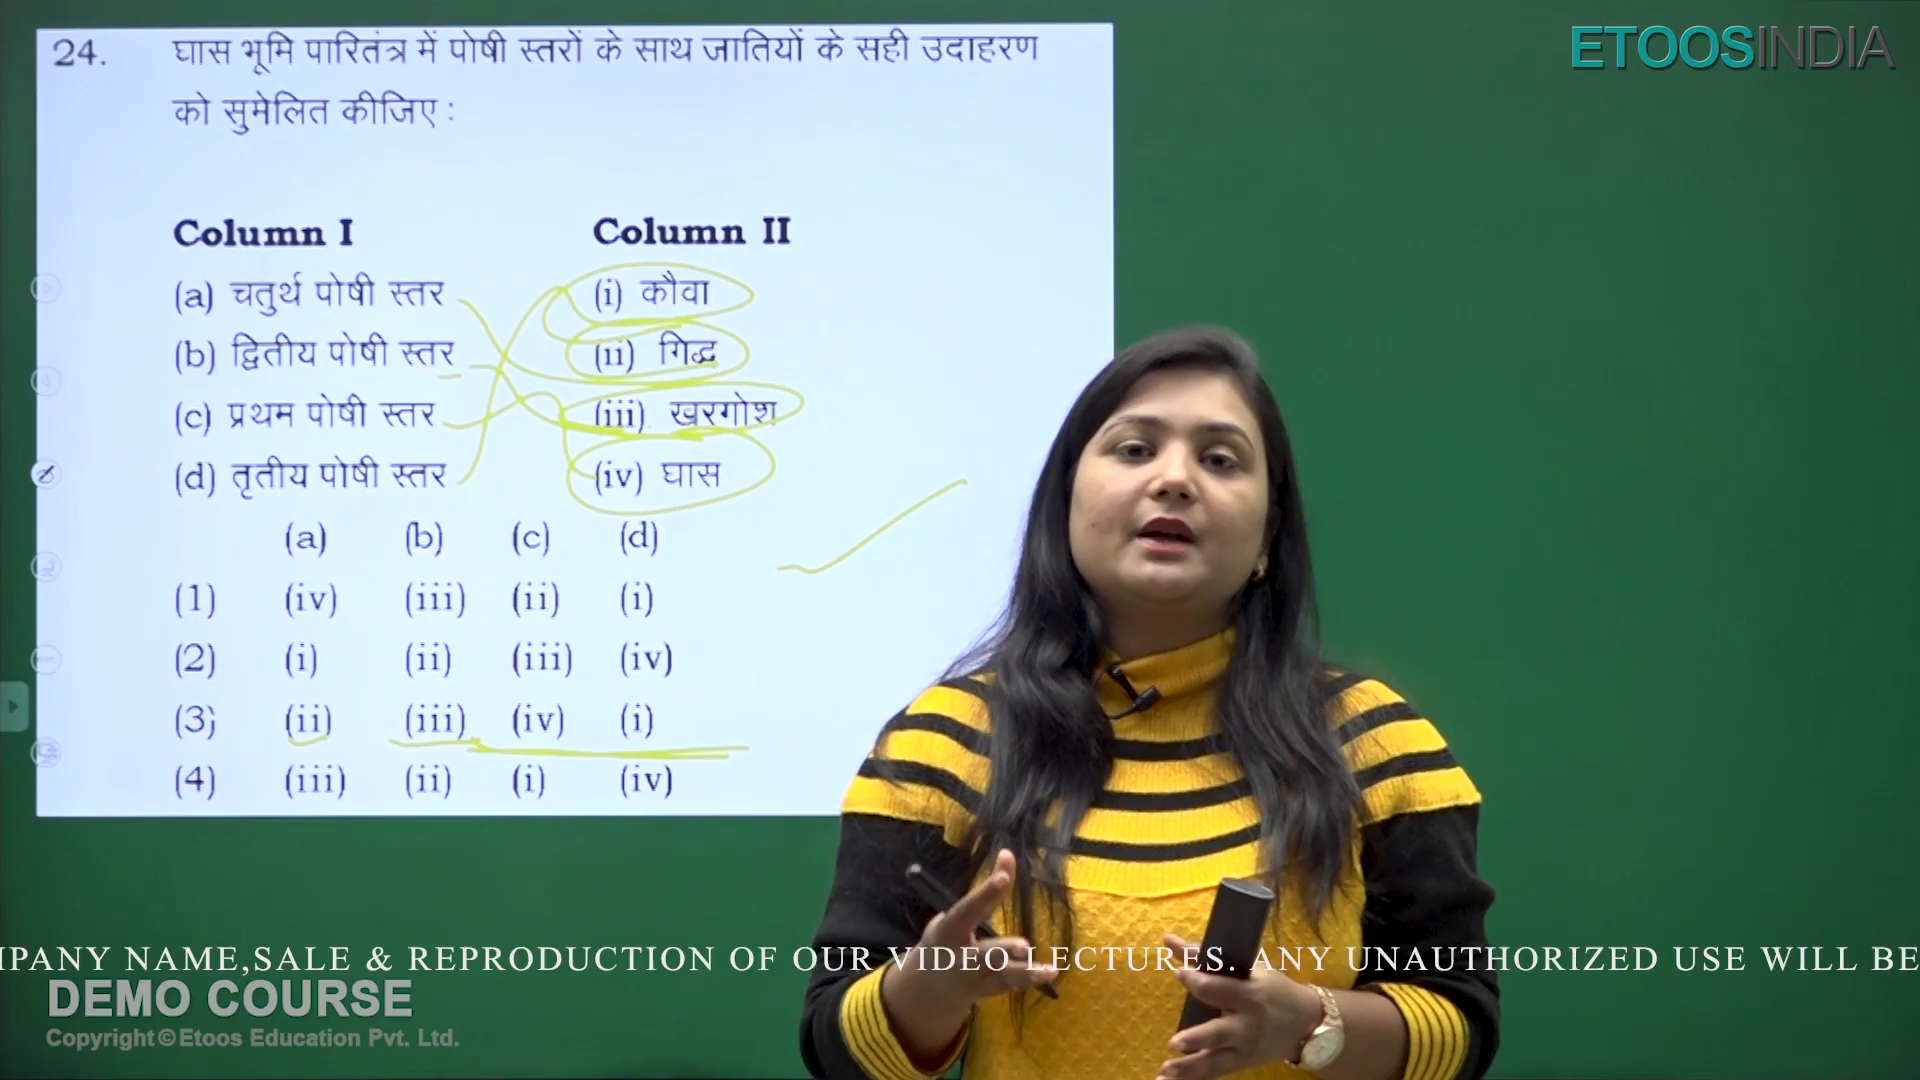 ETOOSINDIA
24. घास भूमि पारितंत्र में पोषी स्तरों के साथ जातियों के सही उदाहरण
को सुमेलित कीजिए :
Column I Column II
(a) चतुर्थ पोषी स्तर (i) कौवा
(b) द्वितीय पोषी स्तर (ii) गिद्ध
(c) प्रथम पोषी स्तर (iii) खरगोश
(d) तृतीय पोषी स्तर (iv) घास
(a) (b) (c) (d)
(1) (iv) (iii) (ii) (i)
(2) (i) (ii) (iii) (iv)
(3) (ii) (iii) (iv) (i)
(4) (iii) (ii) (i) (iv)
MPANY NAME,SALE & REPRODUCTION OF OUR VIDEO LECTURES. ANY UNAUTHORIZED USE WILL BE
DEMO COURSE
Copyright © Etoos Education Pvt. Ltd.